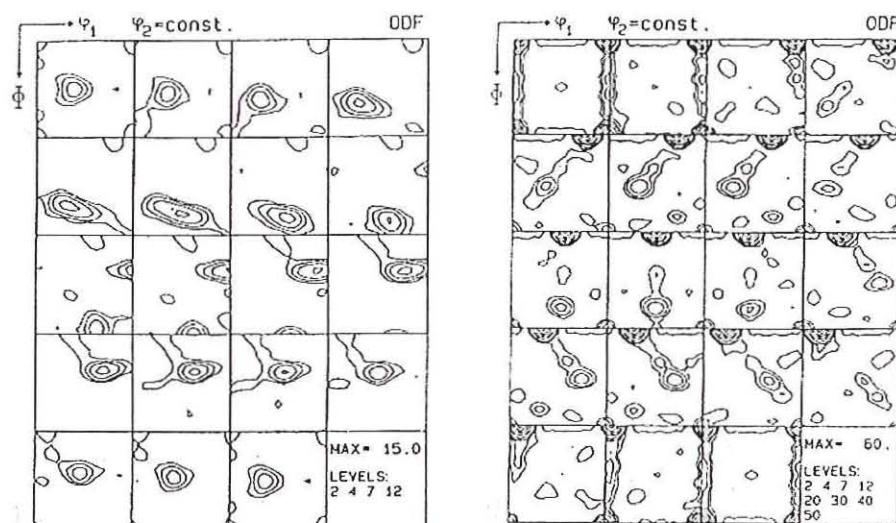 φ₁ φ₂=const. ODF
Φ
MAX= 15.0
LEVELS:
2 4 7 12
φ₁ φ₂=const. ODF
Φ
MAX= 60.
LEVELS:
2 4 7 12
20 30 40
50